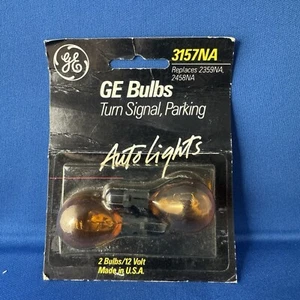 GE
3157NA
Replaces 2359NA,
2458NA
GE Bulbs
Turn Signal, Parking
Auto Lights
2 Bulbs/12 Volt
Made in U.S.A.